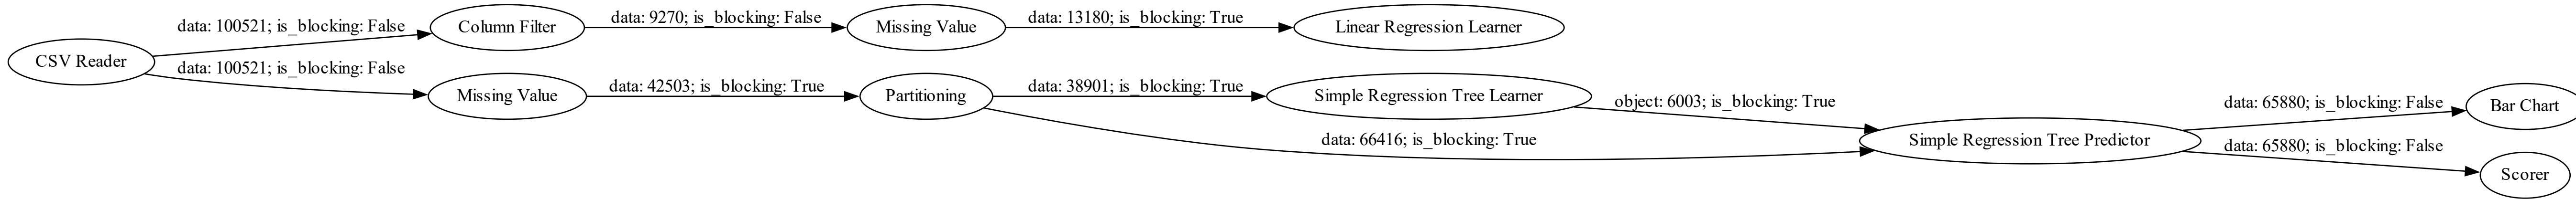 CSV Reader
data: 100521; is_blocking: False
data: 100521; is_blocking: False
Column Filter
data: 9270; is_blocking: False
Missing Value
data: 13180; is_blocking: True
Linear Regression Learner
Missing Value
data: 42503; is_blocking: True
Partitioning
data: 38901; is_blocking: True
Simple Regression Tree Learner
object: 6003; is_blocking: True
data: 66416; is_blocking: True
Simple Regression Tree Predictor
data: 65880; is_blocking: False
Bar Chart
data: 65880; is_blocking: False
Scorer